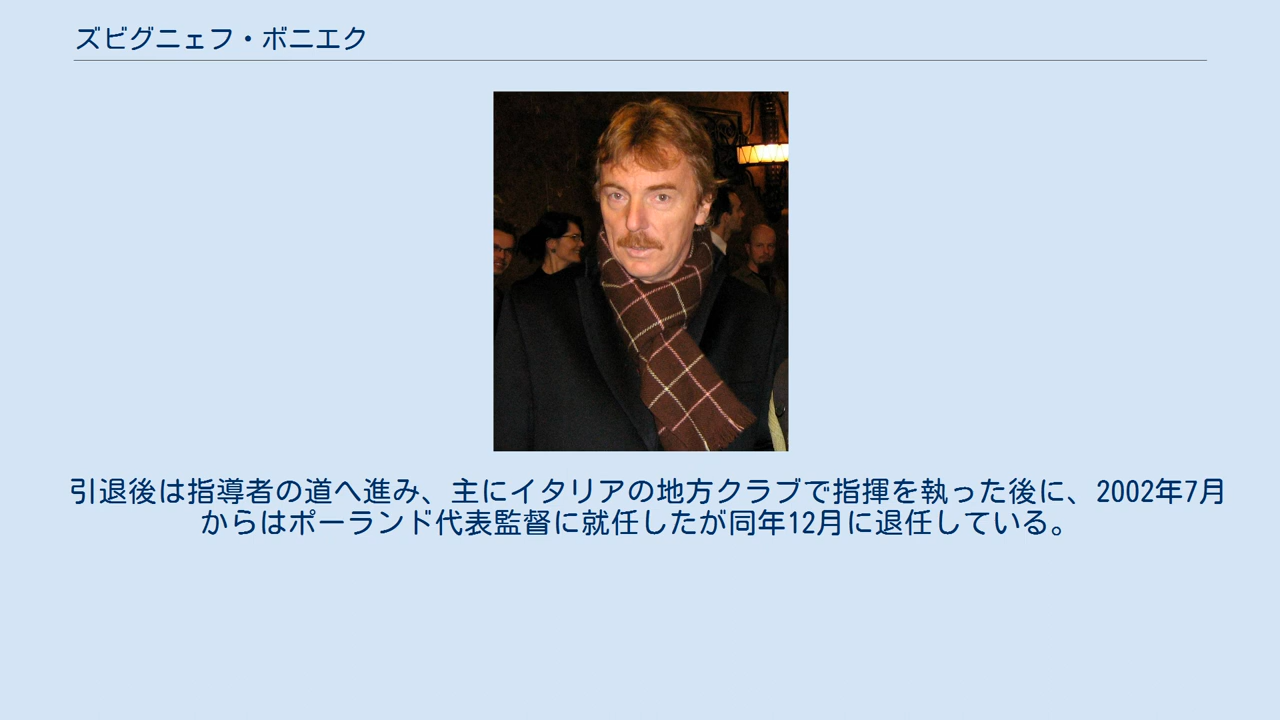 ズビグニェフ・ボニエク
引退後は指導者の道へ進み、主にイタリアの地方クラブで指揮を執った後に、2002年7月
からはポーランド代表監督に就任したが同年12月に退任している。